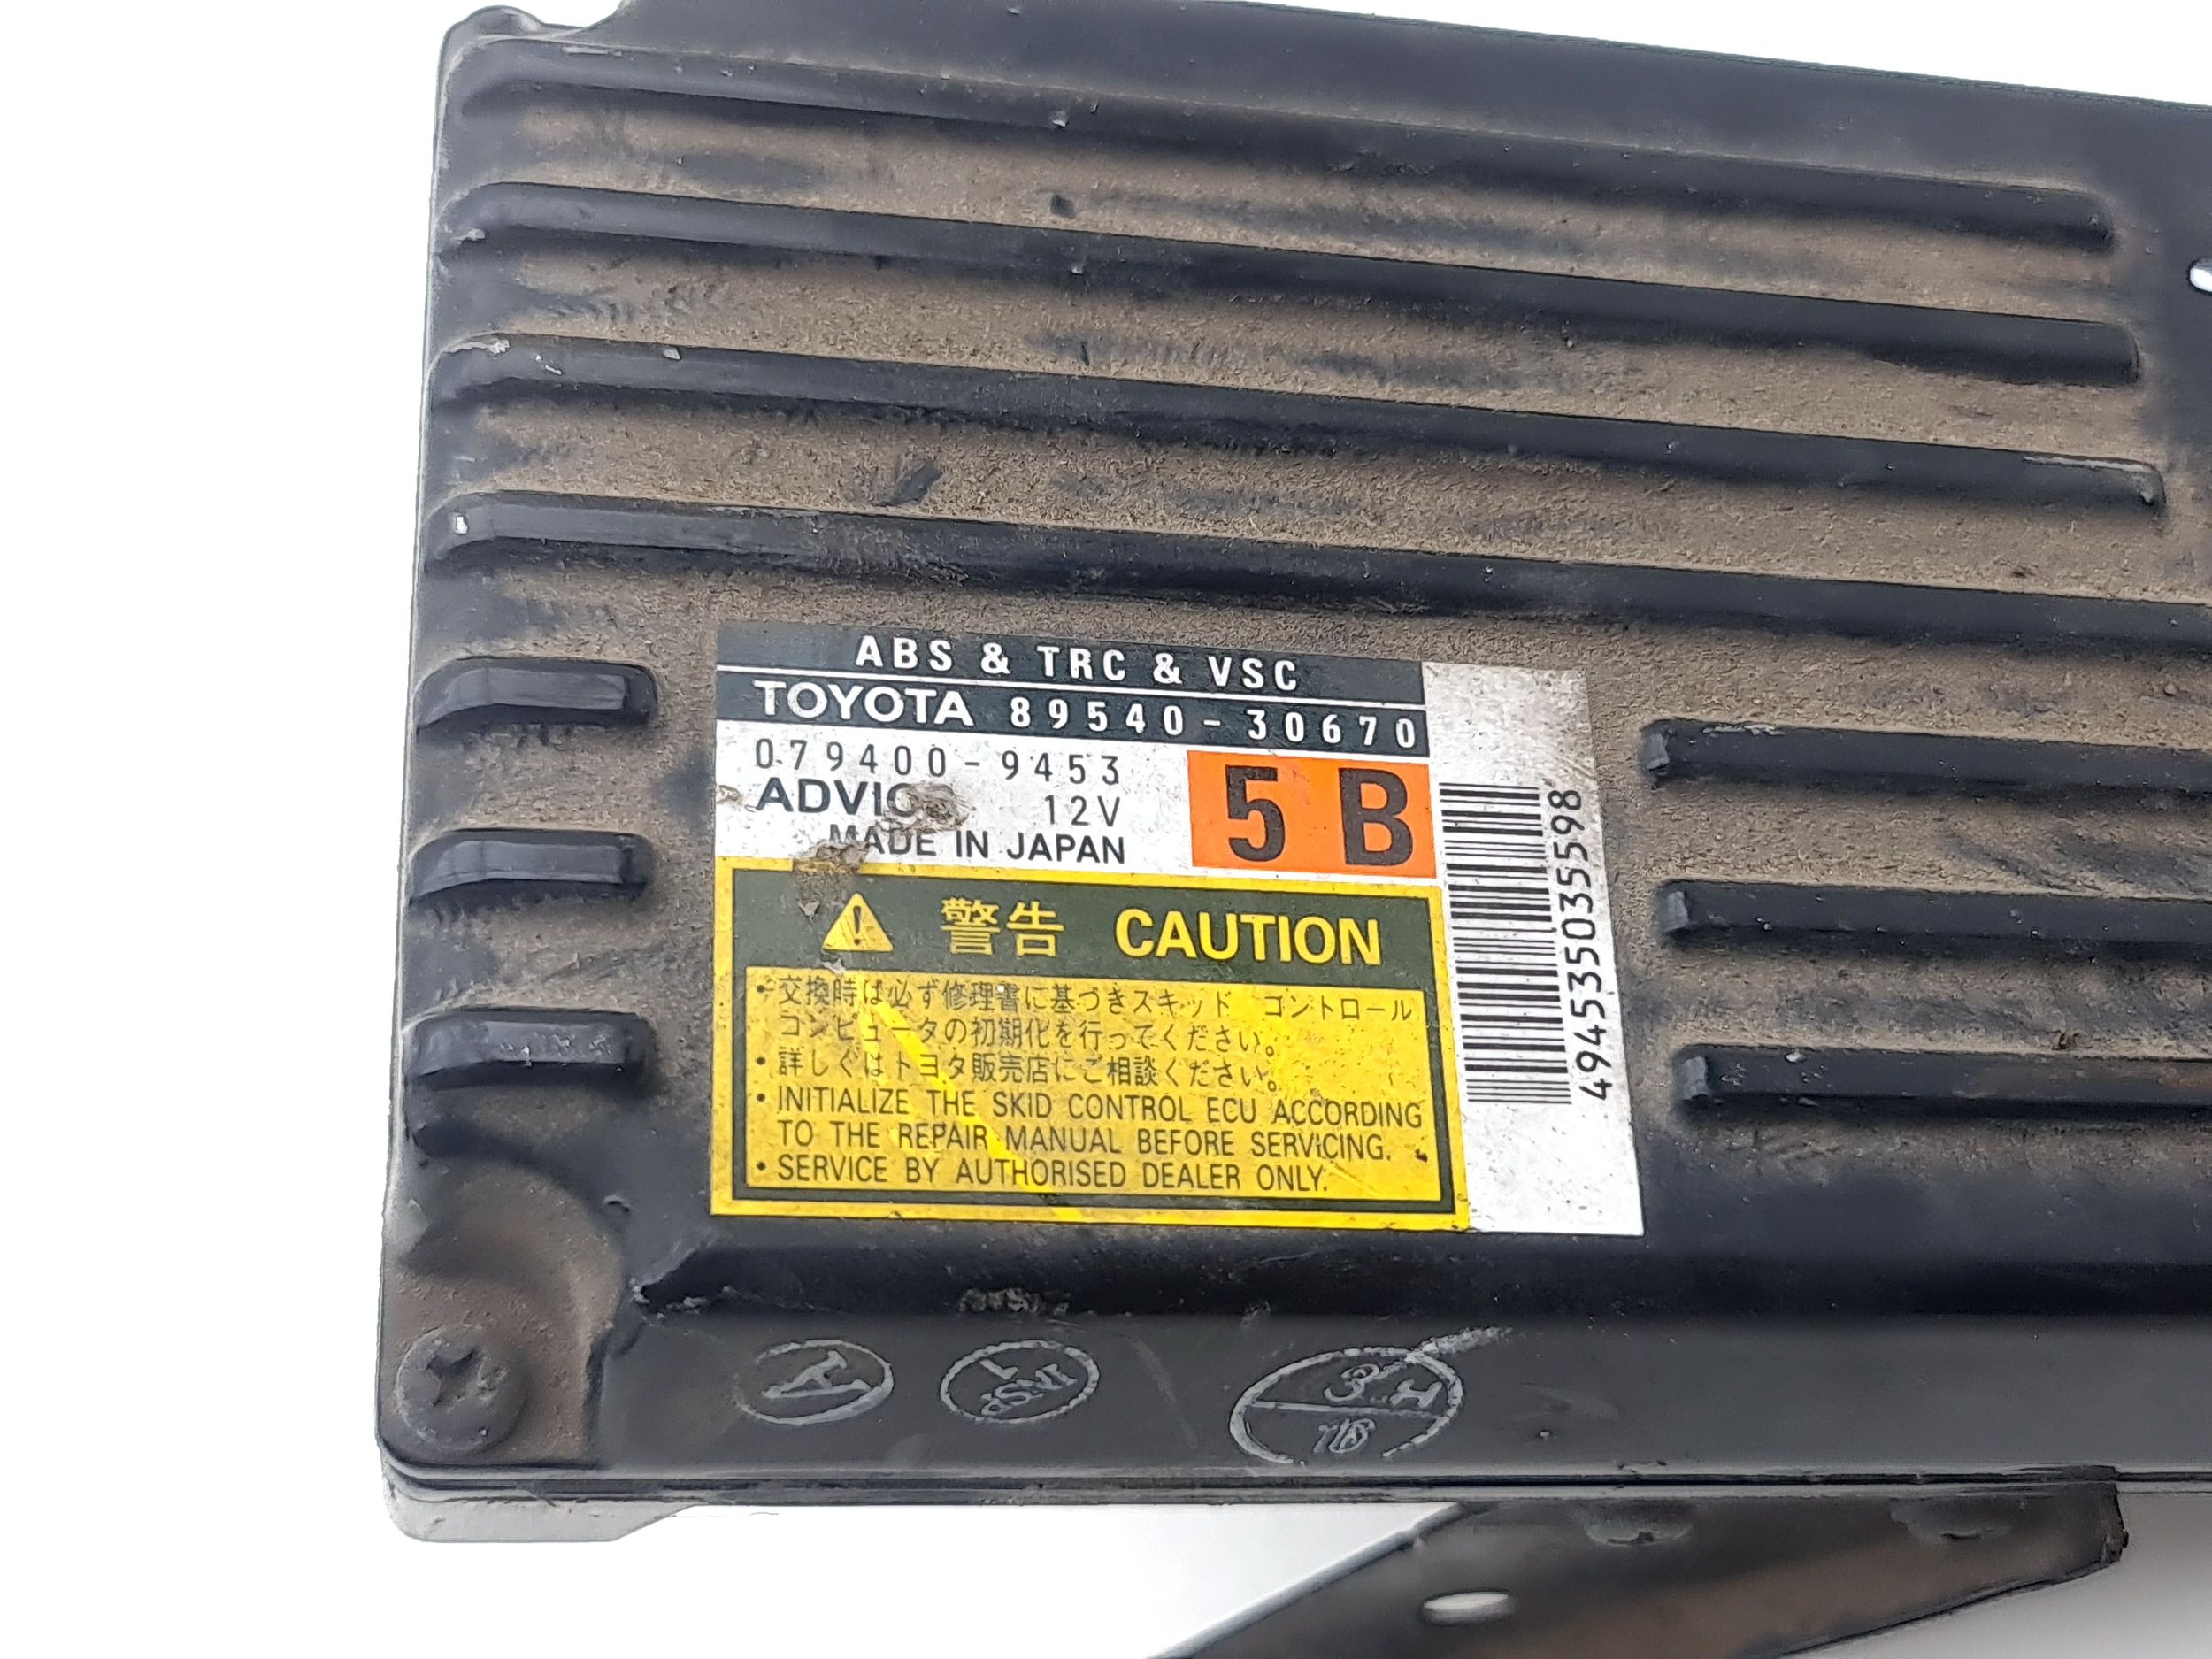 ABS & TRC & VSC
TOYOTA 89540-30670
079400-9453
5B
12V
MADE IN JAPAN
警告 CAUTION
・交換時は必ず修理書に基づきスキッド コントロール
コンピュータの初期化を行ってください。
・詳しくはトヨタ販売店にご相談ください。
・INITIALIZE THE SKID CONTROL ECU ACCORDING
TO THE REPAIR MANUAL BEFORE SERVICING.
・SERVICE BY AUTHORISED DEALER ONLY.
4945335035598
A
INSP
1